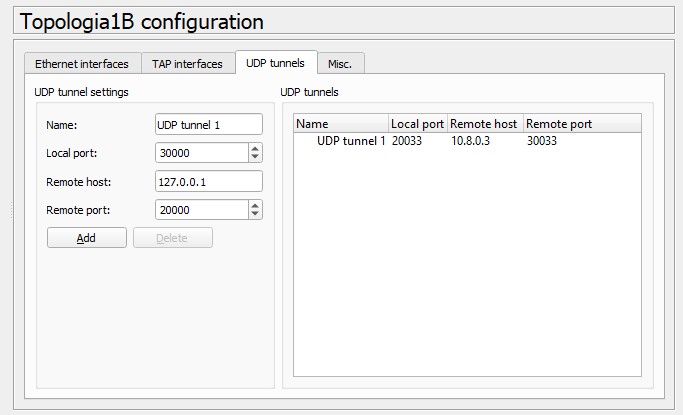 Topologia1B configuration
Ethernet interfaces TAP interfaces UDP tunnels Misc.
UDP tunnel settings
Name: UDP tunnel 1
Local port: 30000
Remote host: 127.0.0.1
Remote port: 20000
Add Delete
UDP tunnels
Name Local port Remote host Remote port
UDP tunnel 1 20033 10.8.0.3 30033